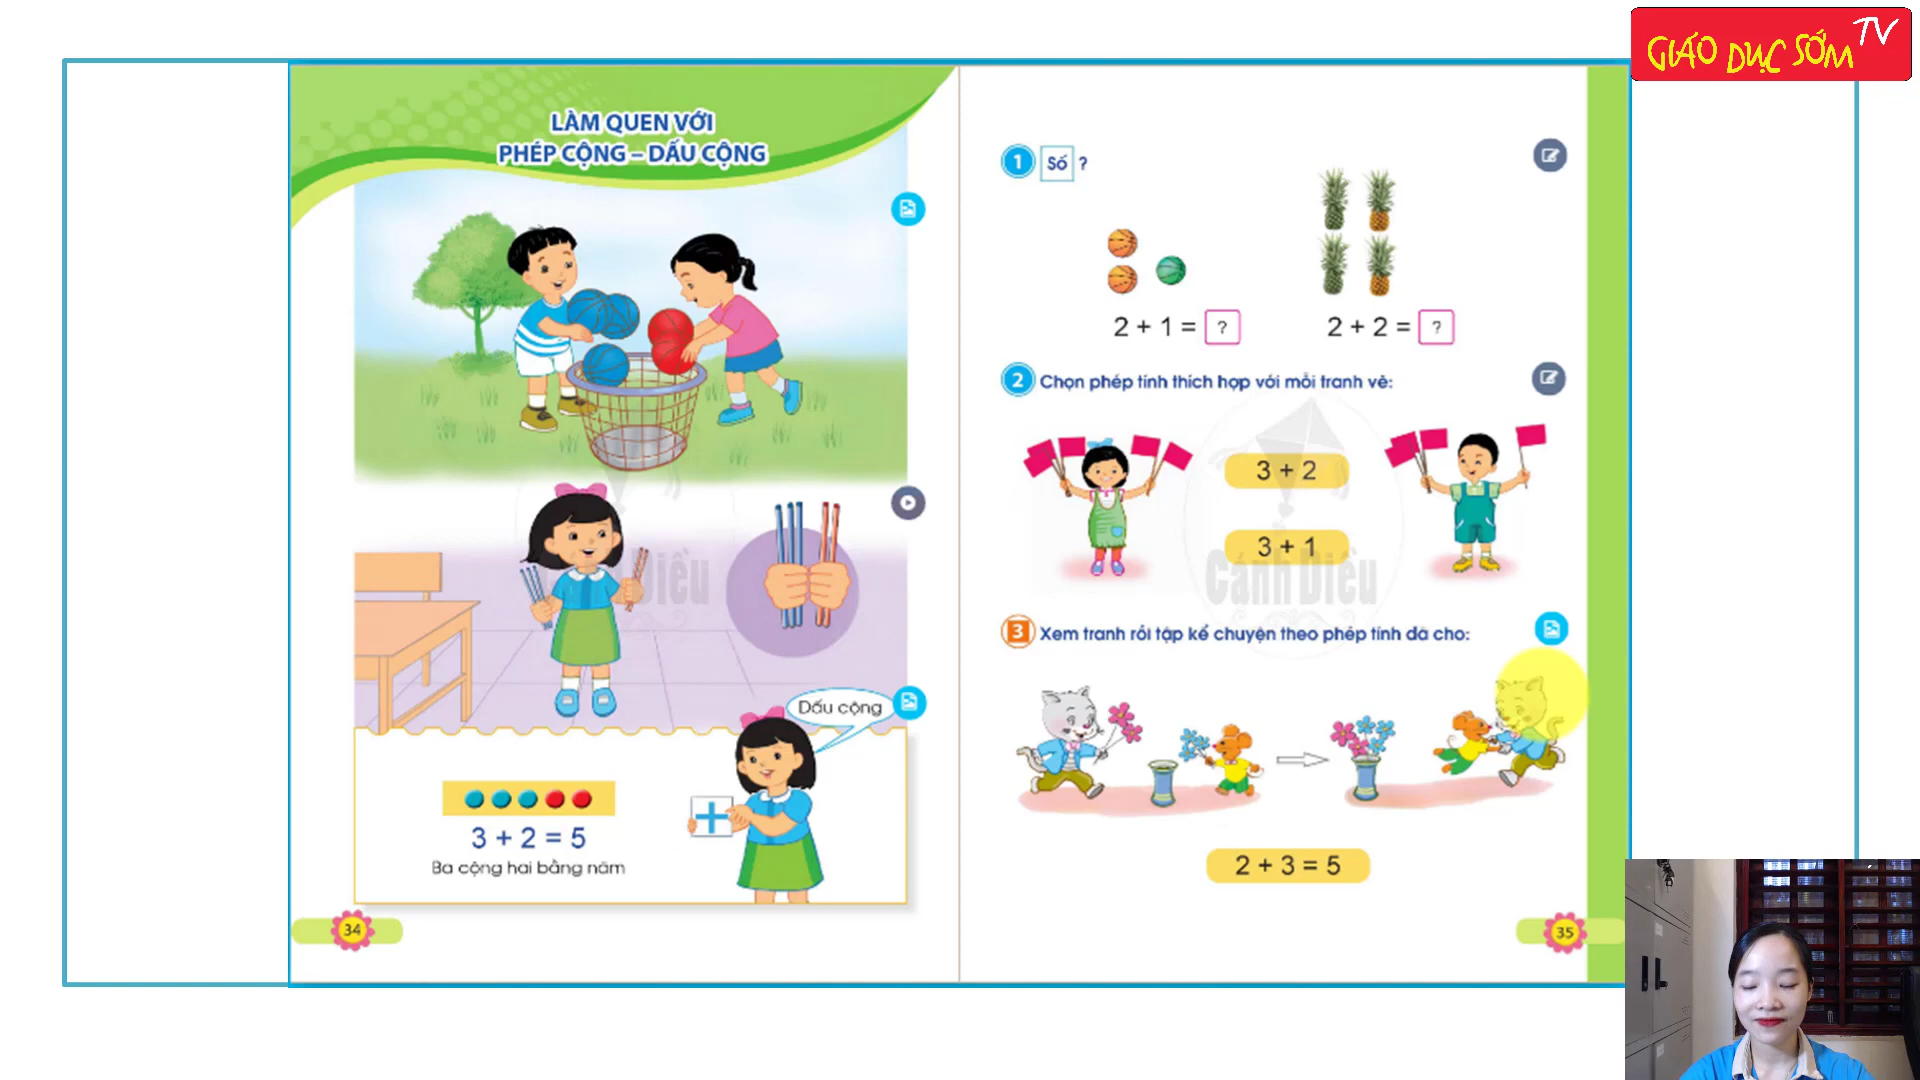 GIÁO DỤC SỚM TV
LÀM QUEN VỚI
PHÉP CỘNG – DẤU CỘNG
Dấu cộng
3 + 2 = 5
Ba cộng hai bằng năm
34
1 Số ?
2 + 1 = ?
2 + 2 = ?
2 Chọn phép tính thích hợp với mỗi tranh vẽ:
3 + 2
3 + 1
Cánh Diều
3 Xem tranh rồi tập kể chuyện theo phép tính đã cho:
2 + 3 = 5
35